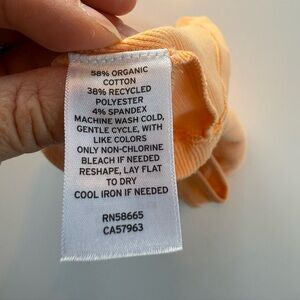 58% ORGANIC
COTTON
38% RECYCLED
POLYESTER
4% SPANDEX
MACHINE WASH COLD,
GENTLE CYCLE, WITH
LIKE COLORS
ONLY NON-CHLORINE
BLEACH IF NEEDED
RESHAPE, LAY FLAT
TO DRY
COOL IRON IF NEEDED
RN58665
CA57963